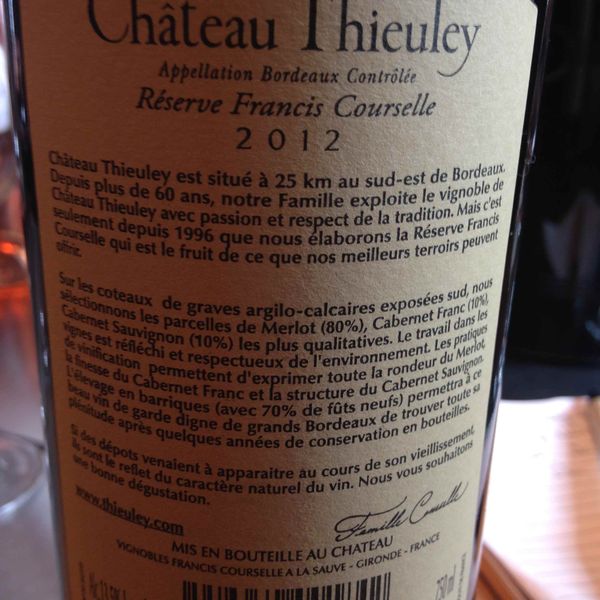 Château Thieuley
Appellation Bordeaux Contrôlée
Réserve Francis Courselle
2012
Château Thieuley est situé à 25 km au sud-est de Bordeaux.
Depuis plus de 60 ans, notre Famille exploite le vignoble de
Château Thieuley avec passion et respect de la tradition. Mais c'est
seulement depuis 1996 que nous élaborons la Réserve Francis
Courselle qui est le fruit de ce que nos meilleurs terroirs peuvent
offrir.
Sur les coteaux de graves argilo-calcaires exposées sud, nous
sélectionnons les parcelles de Merlot (80%), Cabernet Franc (10%),
Cabernet Sauvignon (10%) les plus qualitatives. Le travail dans les
vignes est réfléchi et respectueux de l'environnement. Les pratiques
de vinification permettent d'exprimer toute la rondeur du Merlot,
la finesse du Cabernet Franc et la structure du Cabernet Sauvignon.
L'élevage en barriques (avec 70% de fûts neufs) permettra à ce
beau vin de garde digne de grands Bordeaux de trouver toute sa
plénitude après quelques années de conservation en bouteilles.
Si des dépots venaient à apparaitre au cours de son vieillissement,
ils sont le reflet du caractère naturel du vin. Nous vous souhaitons
une bonne dégustation.
www.thieuley.com
Famille Courselle
MIS EN BOUTEILLE AU CHATEAU
VIGNOBLES FRANCIS COURSELLE A LA SAUVE - GIRONDE - FRANCE
750 ml